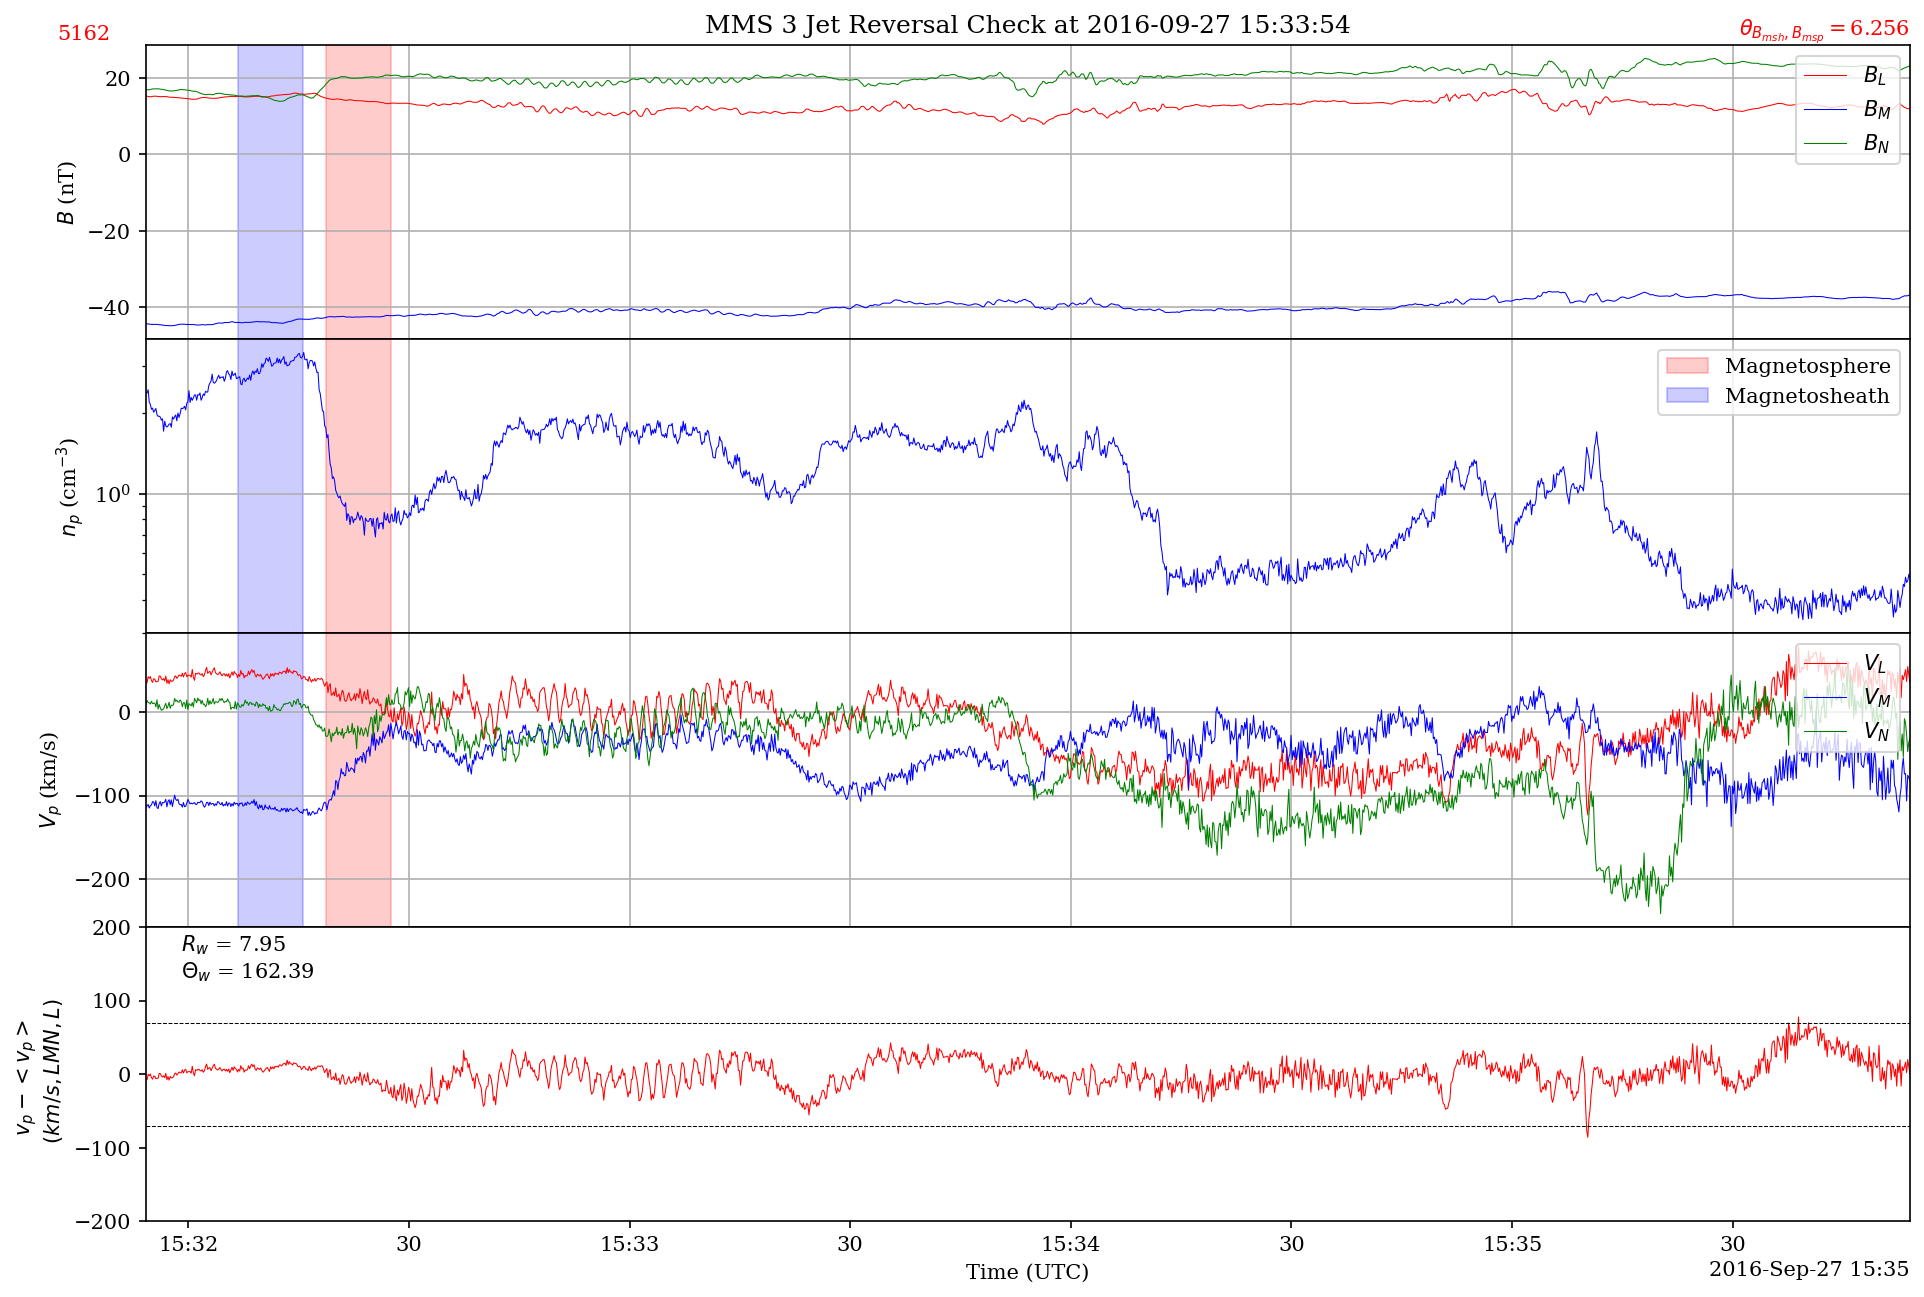 MMS 3 Jet Reversal Check at 2016-09-27 15:33:54
5162
θ_{B_{msh}, B_{msp}} = 6.256
B (nT)
20
0
−20
−40
B_L
B_M
B_N
n_p (cm^{−3})
10^0
Magnetosphere
Magnetosheath
V_p (km/s)
0
−100
−200
V_L
V_M
V_N
v_p − < v_p >
(km/s, LMN, L)
200
100
0
−100
−200
R_w = 7.95
Θ_w = 162.39
15:32 30 15:33 30 15:34 30 15:35 30
Time (UTC)
2016-Sep-27 15:35